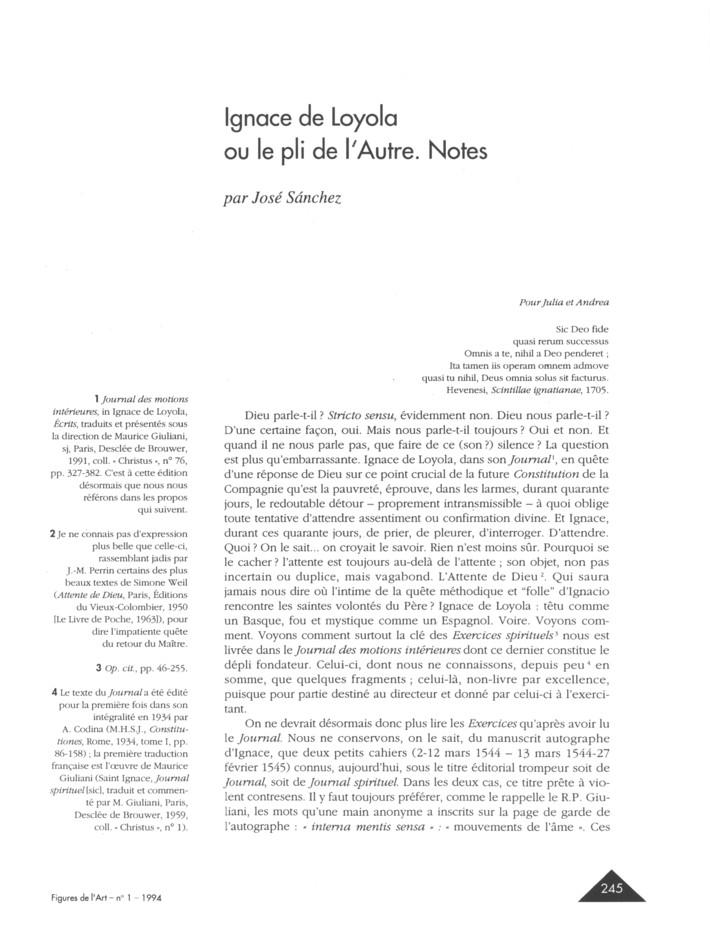 Ignace de Loyola
ou le pli de l'Autre. Notes
par José Sánchez
Pour Julia et Andrea
Sic Deo fide
quasi rerum successus
Omnis a te, nihil a Deo penderet ;
Ita tamen iis operam omnem admove
quasi tu nihil, Deus omnia solus sit facturus.
Hevenesi, Scintillae ignatianae, 1705.
Dieu parle-t-il ? Stricto sensu, évidemment non. Dieu nous parle-t-il ?
D'une certaine façon, oui. Mais nous parle-t-il toujours ? Oui et non. Et
quand il ne nous parle pas, que faire de ce (son ?) silence ? La question
est plus qu'embarrassante. Ignace de Loyola, dans son Journal¹, en quête
d'une réponse de Dieu sur ce point crucial de la future Constitution de la
Compagnie qu'est la pauvreté, éprouve, dans les larmes, durant quarante
jours, le redoutable détour – proprement intransmissible – à quoi oblige
toute tentative d'attendre assentiment ou confirmation divine. Et Ignace,
durant ces quarante jours, de prier, de pleurer, d'interroger. D'attendre.
Quoi ? On le sait... on croyait le savoir. Rien n'est moins sûr. Pourquoi se
le cacher ? l'attente est toujours au-delà de l'attente ; son objet, non pas
incertain ou duplice, mais vagabond. L'Attente de Dieu ². Qui saura
jamais nous dire où l'intime de la quête méthodique et "folle" d'Ignacio
rencontre les saintes volontés du Père ? Ignace de Loyola : têtu comme
un Basque, fou et mystique comme un Espagnol. Voire. Voyons com-
ment. Voyons comment surtout la clé des Exercices spirituels ³ nous est
livrée dans le Journal des motions intérieures dont ce dernier constitue le
dépli fondateur. Celui-ci, dont nous ne connaissons, depuis peu ⁴ en
somme, que quelques fragments ; celui-là, non-livre par excellence,
puisque pour partie destiné au directeur et donné par celui-ci à l'exerci-
tant.
On ne devrait désormais donc plus lire les Exercices qu'après avoir lu
le Journal. Nous ne conservons, on le sait, du manuscrit autographe
d'Ignace, que deux petits cahiers (2-12 mars 1544 – 13 mars 1544-27
février 1545) connus, aujourd'hui, sous le titre éditorial trompeur soit de
Journal, soit de Journal spirituel. Dans les deux cas, ce titre prête à vio-
lent contresens. Il y faut toujours préférer, comme le rappelle le R.P. Giu-
liani, les mots qu'une main anonyme a inscrits sur la page de garde de
l'autographe : « interna mentis sensa » : « mouvements de l'âme ». Ces
1 Journal des motions
intérieures, in Ignace de Loyola,
Écrits, traduits et présentés sous
la direction de Maurice Giuliani,
sj, Paris, Desclée de Brouwer,
1991, coll. « Christus », n° 76,
pp. 327-382. C'est à cette édition
désormais que nous nous
référons dans les propos
qui suivent.
2 Je ne connais pas d'expression
plus belle que celle-ci,
rassemblant jadis par
J.-M. Perrin certains des plus
beaux textes de Simone Weil
(Attente de Dieu, Paris, Éditions
du Vieux-Colombier, 1950
[Le Livre de Poche, 1963]), pour
dire l'impatiente quête
du retour du Maître.
3 Op. cit., pp. 46-255.
4 Le texte du Journal a été édité
pour la première fois dans son
intégralité en 1934 par
A. Codina (M.H.S.J., Constitu-
tiones, Rome, 1934, tome I, pp.
86-158) ; la première traduction
française est l'œuvre de Maurice
Giuliani (Saint Ignace, Journal
spirituel [sic], traduit et commen-
té par M. Giuliani, Paris,
Desclée de Brouwer, 1959,
coll. « Christus », n° 1).
Figures de l'Art – n° 1 – 1994
245